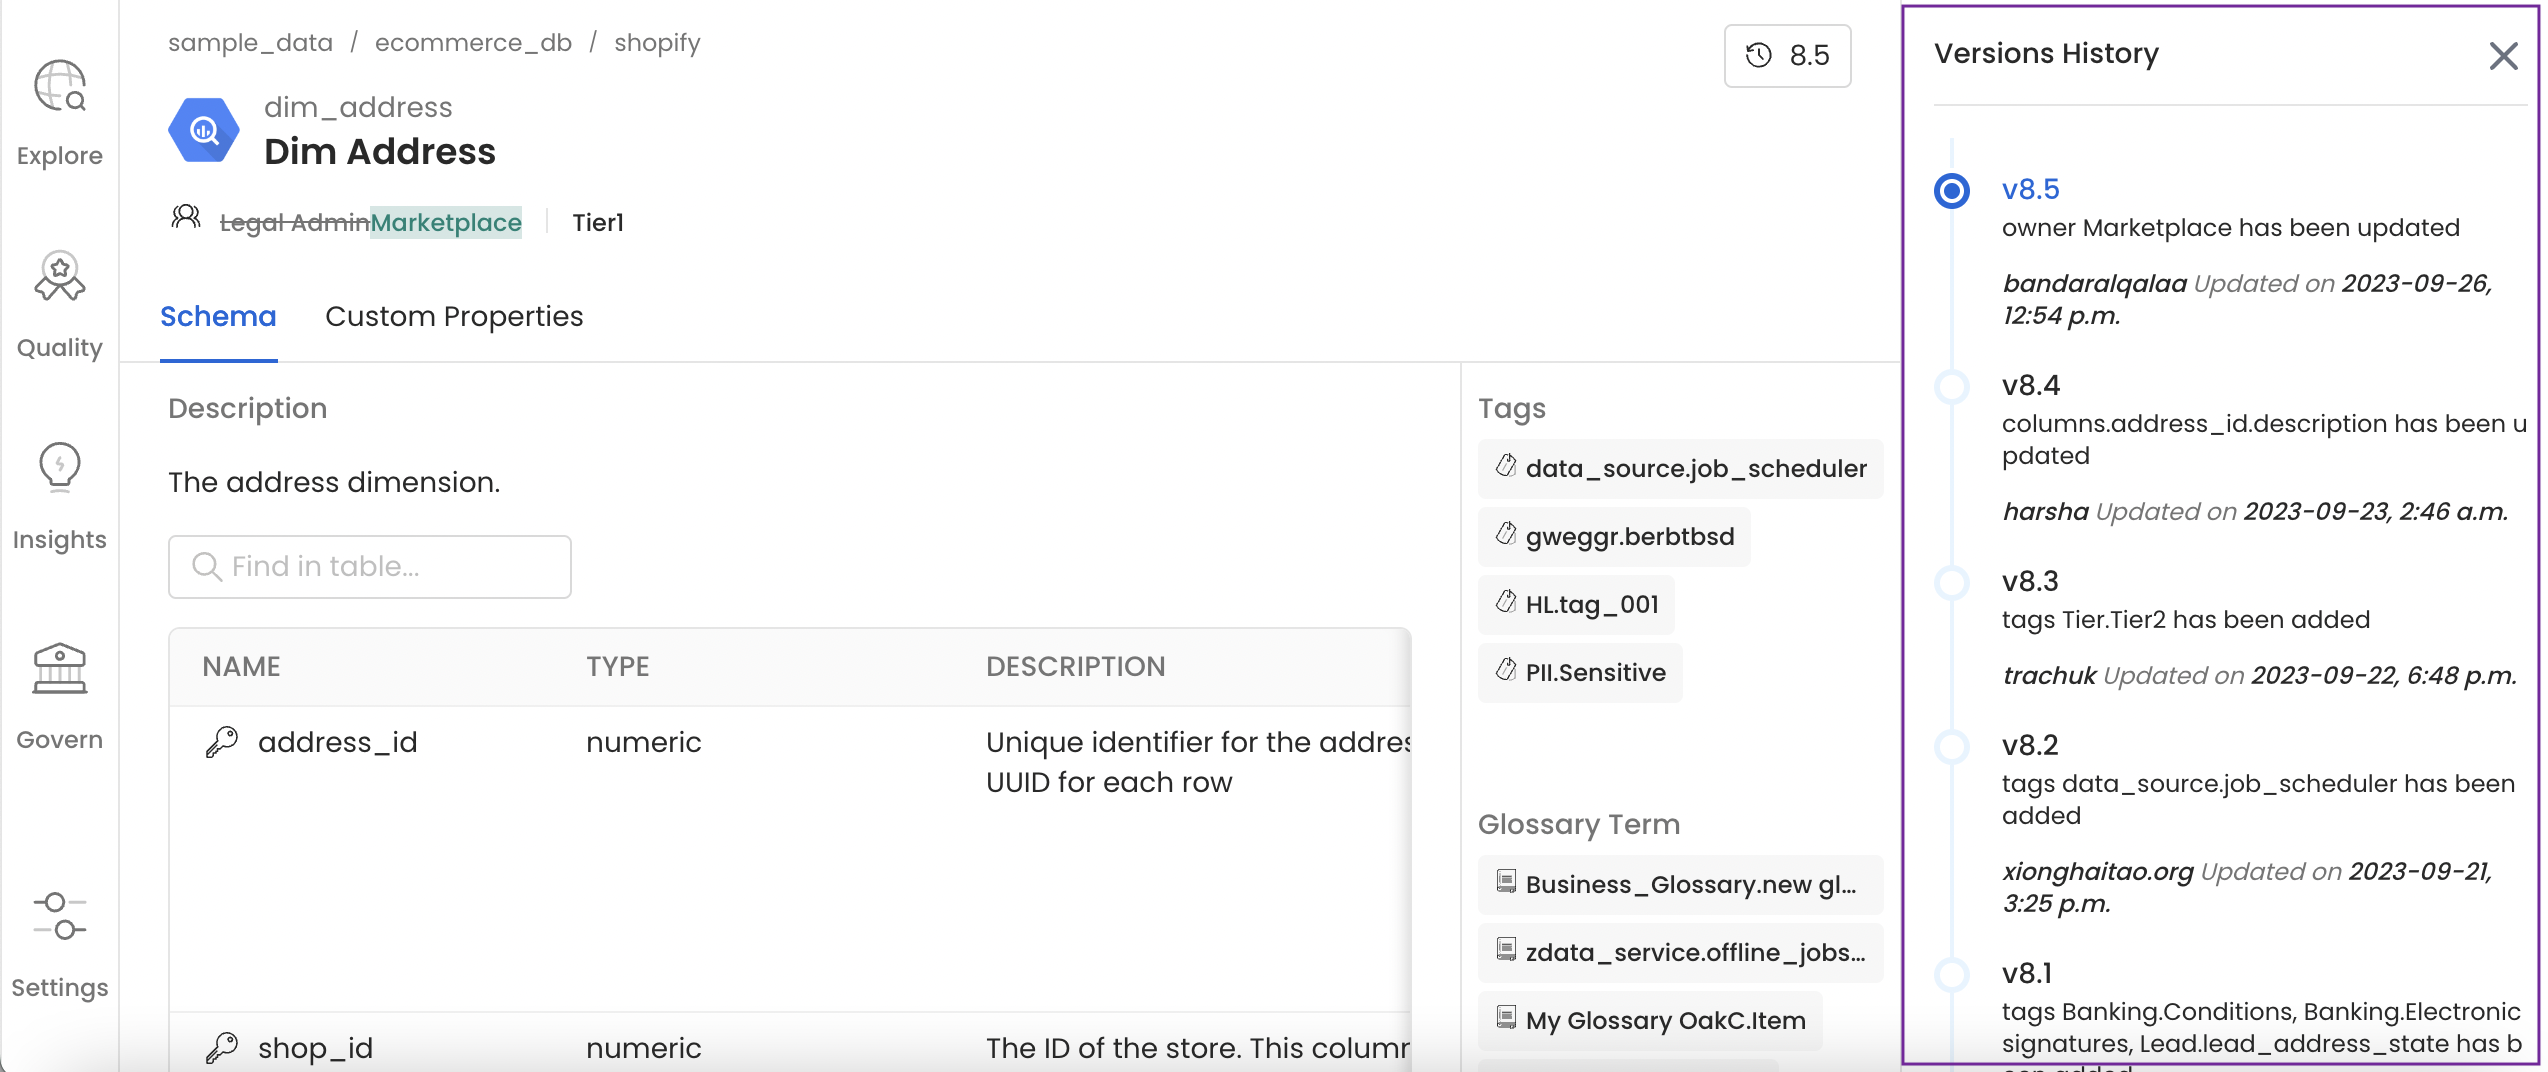 Explore
Quality
Insights
Govern
Settings
sample_data / ecommerce_db / shopify
8.5
dim_address
Dim Address
Legal AdminMarketplace
Tier1
Schema
Custom Properties
Description
The address dimension.
Find in table...
NAME TYPE DESCRIPTION
address_id numeric Unique identifier for the addres
UUID for each row
shop_id numeric The ID of the store. This column
Tags
data_source.job_scheduler
gweggr.berbtbsd
HL.tag_001
PII.Sensitive
Glossary Term
Business_Glossary.new gl...
zdata_service.offline_jobs...
My Glossary OakC.Item
Versions History
v8.5
owner Marketplace has been updated
bandaralqalaa Updated on 2023-09-26,
12:54 p.m.
v8.4
columns.address_id.description has been u
pdated
harsha Updated on 2023-09-23, 2:46 a.m.
v8.3
tags Tier.Tier2 has been added
trachuk Updated on 2023-09-22, 6:48 p.m.
v8.2
tags data_source.job_scheduler has been
added
xionghaitao.org Updated on 2023-09-21,
3:25 p.m.
v8.1
tags Banking.Conditions, Banking.Electronic
signatures, Lead.lead_address_state has b
een added